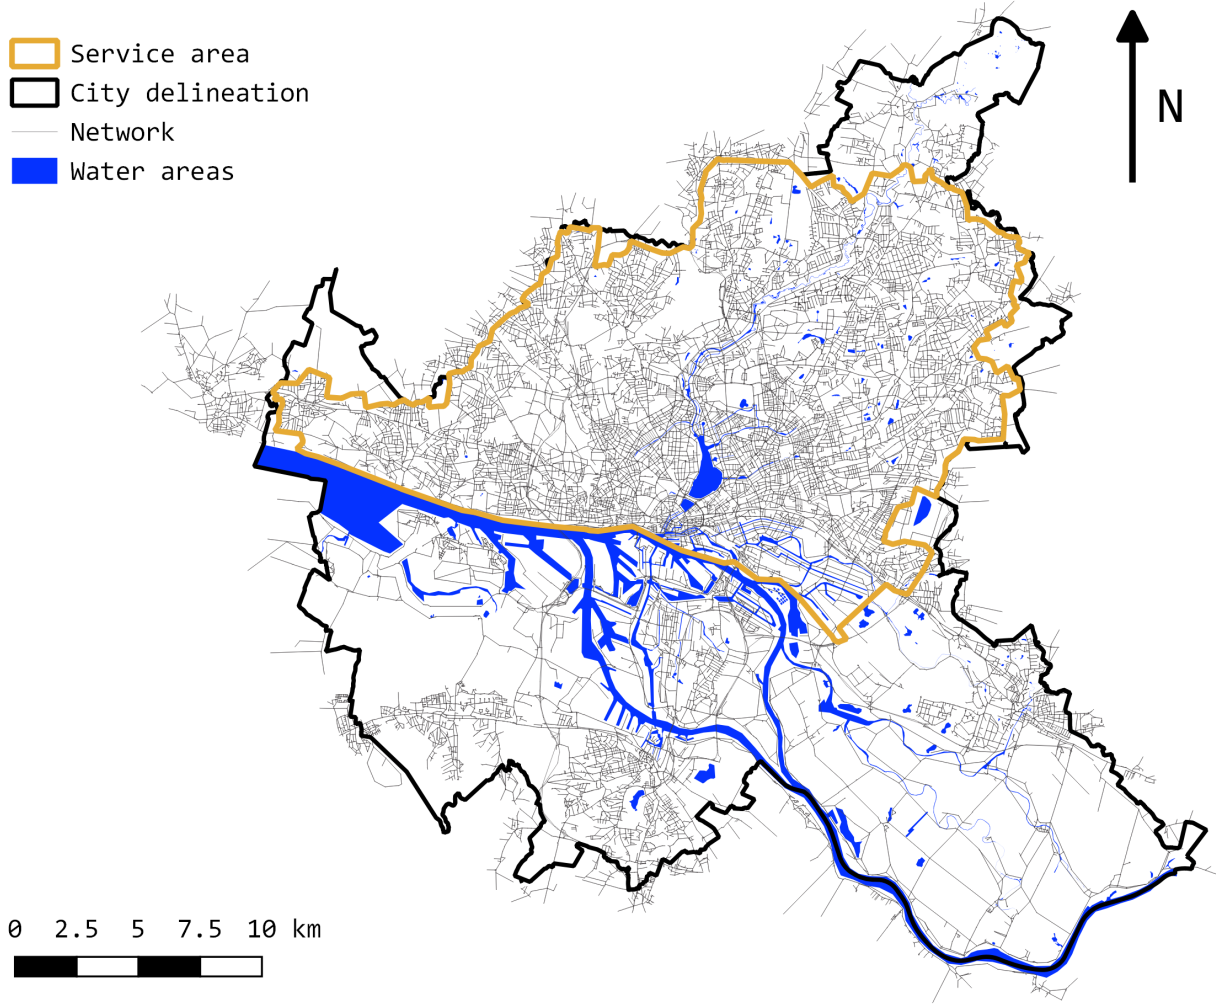 Service area
City delineation
Network
Water areas
N
0 2.5 5 7.5 10 km